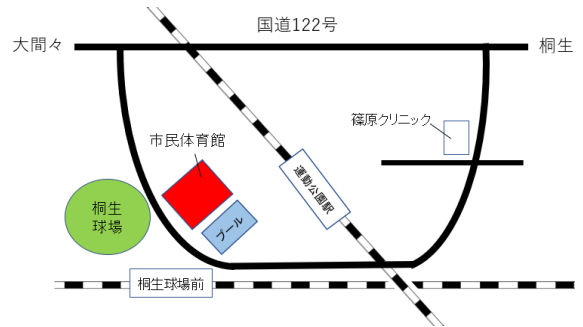 国道122号
大間々
桐生
篠原クリニック
市民体育館
運動公園駅
桐生
球場
プール
桐生球場前